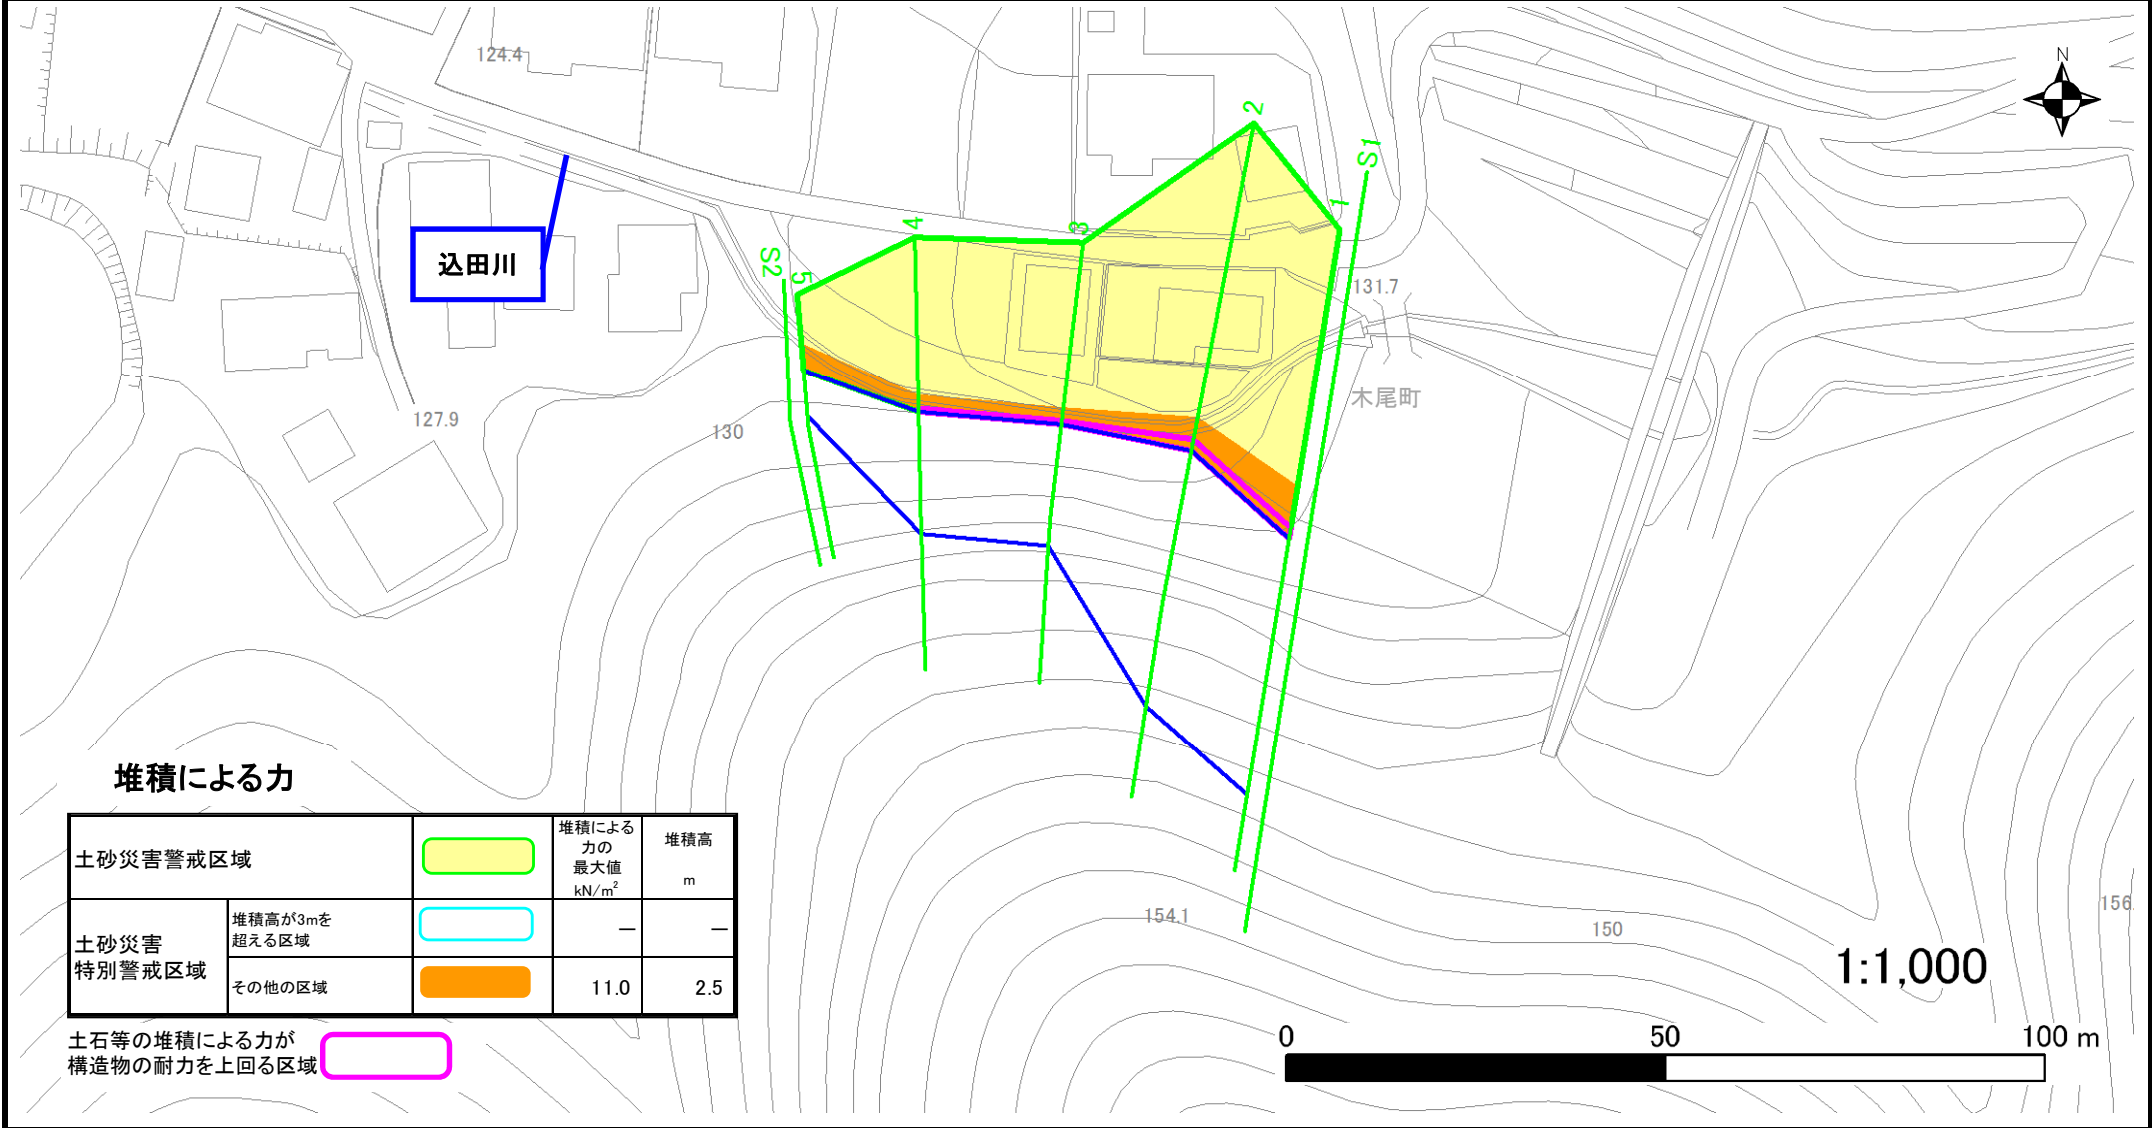 124.4
N
2
S1
1
4
3
S2
5
込田川
131.7
木尾町
127.9
130
堆積による力
土砂災害警戒区域
堆積による
力の
最大値
kN/m²
堆積高
m
土砂災害
特別警戒区域
堆積高が3mを
超える区域
—
—
その他の区域
11.0
2.5
土石等の堆積による力が
構造物の耐力を上回る区域
154.1
150
156.
1:1,000
0
50
100 m